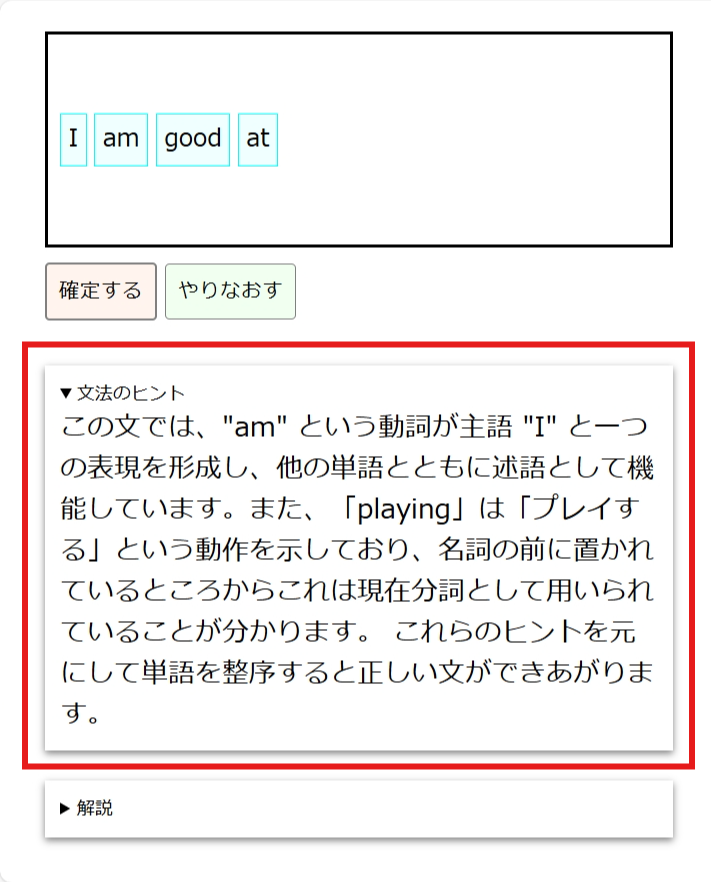 I am good at
確定する やりなおす
▼文法のヒント
この文では、"am" という動詞が主語 "I" と一つ
の表現を形成し、他の単語とともに述語として機
能しています。また、「playing」は「プレイす
る」という動作を示しており、名詞の前に置かれ
ているところからこれは現在分詞として用いられ
ていることが分かります。 これらのヒントを元
にして単語を整序すると正しい文ができあがりま
す。
▶ 解説